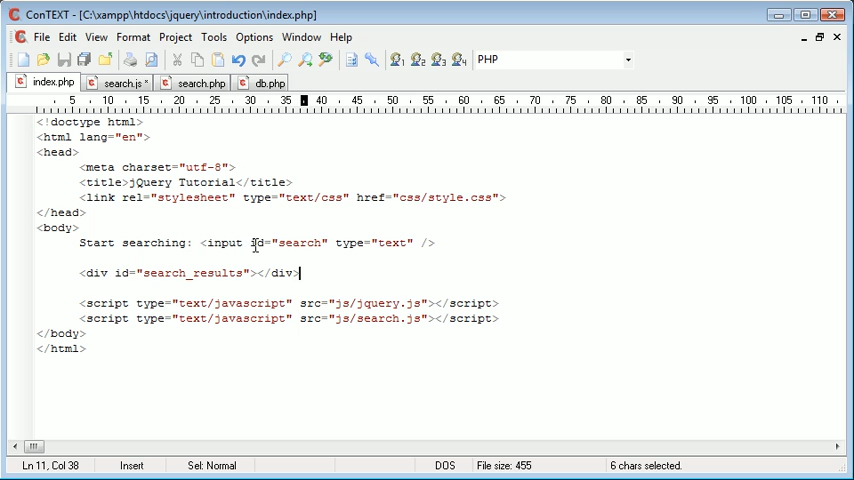 ConTEXT - [C:\xampp\htdocs\jquery\introduction\index.php]
File Edit View Format Project Tools Options Window Help
PHP
index.php search.js * search.php db.php
5 10 15 20 25 30 35 40 45 50 55 60 65 70 75 80 85 90 95 100 105 110
<!doctype html>
<html lang="en">
<head>
<meta charset="utf-8">
<title>jQuery Tutorial</title>
<link rel="stylesheet" type="text/css" href="css/style.css">
</head>
<body>
Start searching: <input id="search" type="text" />
<div id="search_results"></div>
<script type="text/javascript" src="js/jquery.js"></script>
<script type="text/javascript" src="js/search.js"></script>
</body>
</html>
Ln 11, Col 38 Insert Sel: Normal DOS File size: 455 6 chars selected.